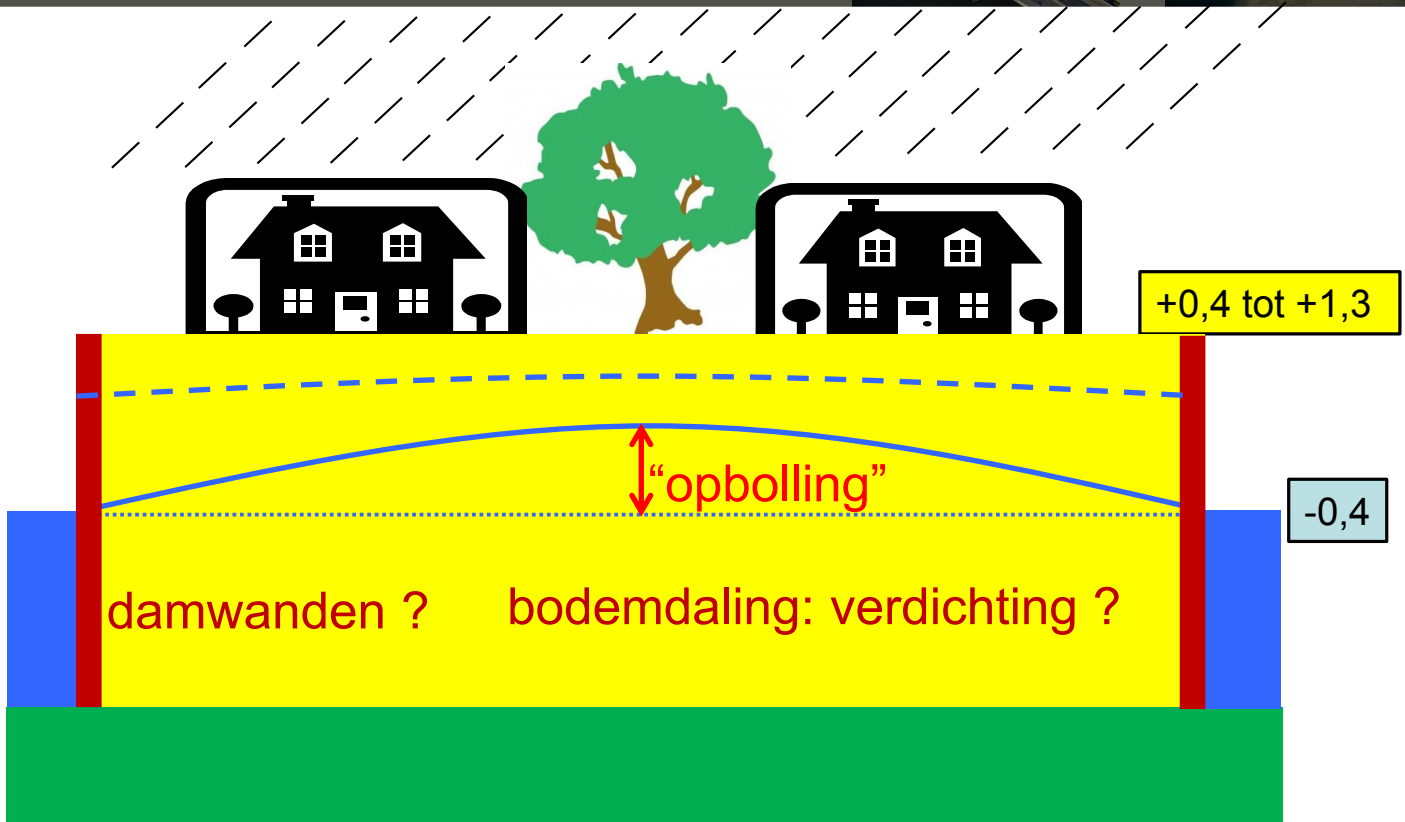 +0,4 tot +1,3
“opbolling”
-0,4
damwanden ?
bodemdaling: verdichting ?